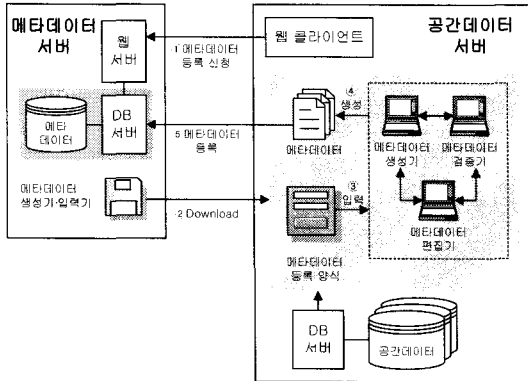 메타데이터
서버
웹
서버
메타
데이터
DB
서버
메타데이터
생성기·입력기
공간데이터
서버
웹 클라이언트
1 메타데이터
등록 신청
④
생성
5 메타데이터
등록
메타데이터
메타데이터
생성기
메타데이터
검증기
메타데이터
편집기
2 Download
③
입력
메타데이터
등록 양식
DB
서버
공간데이터